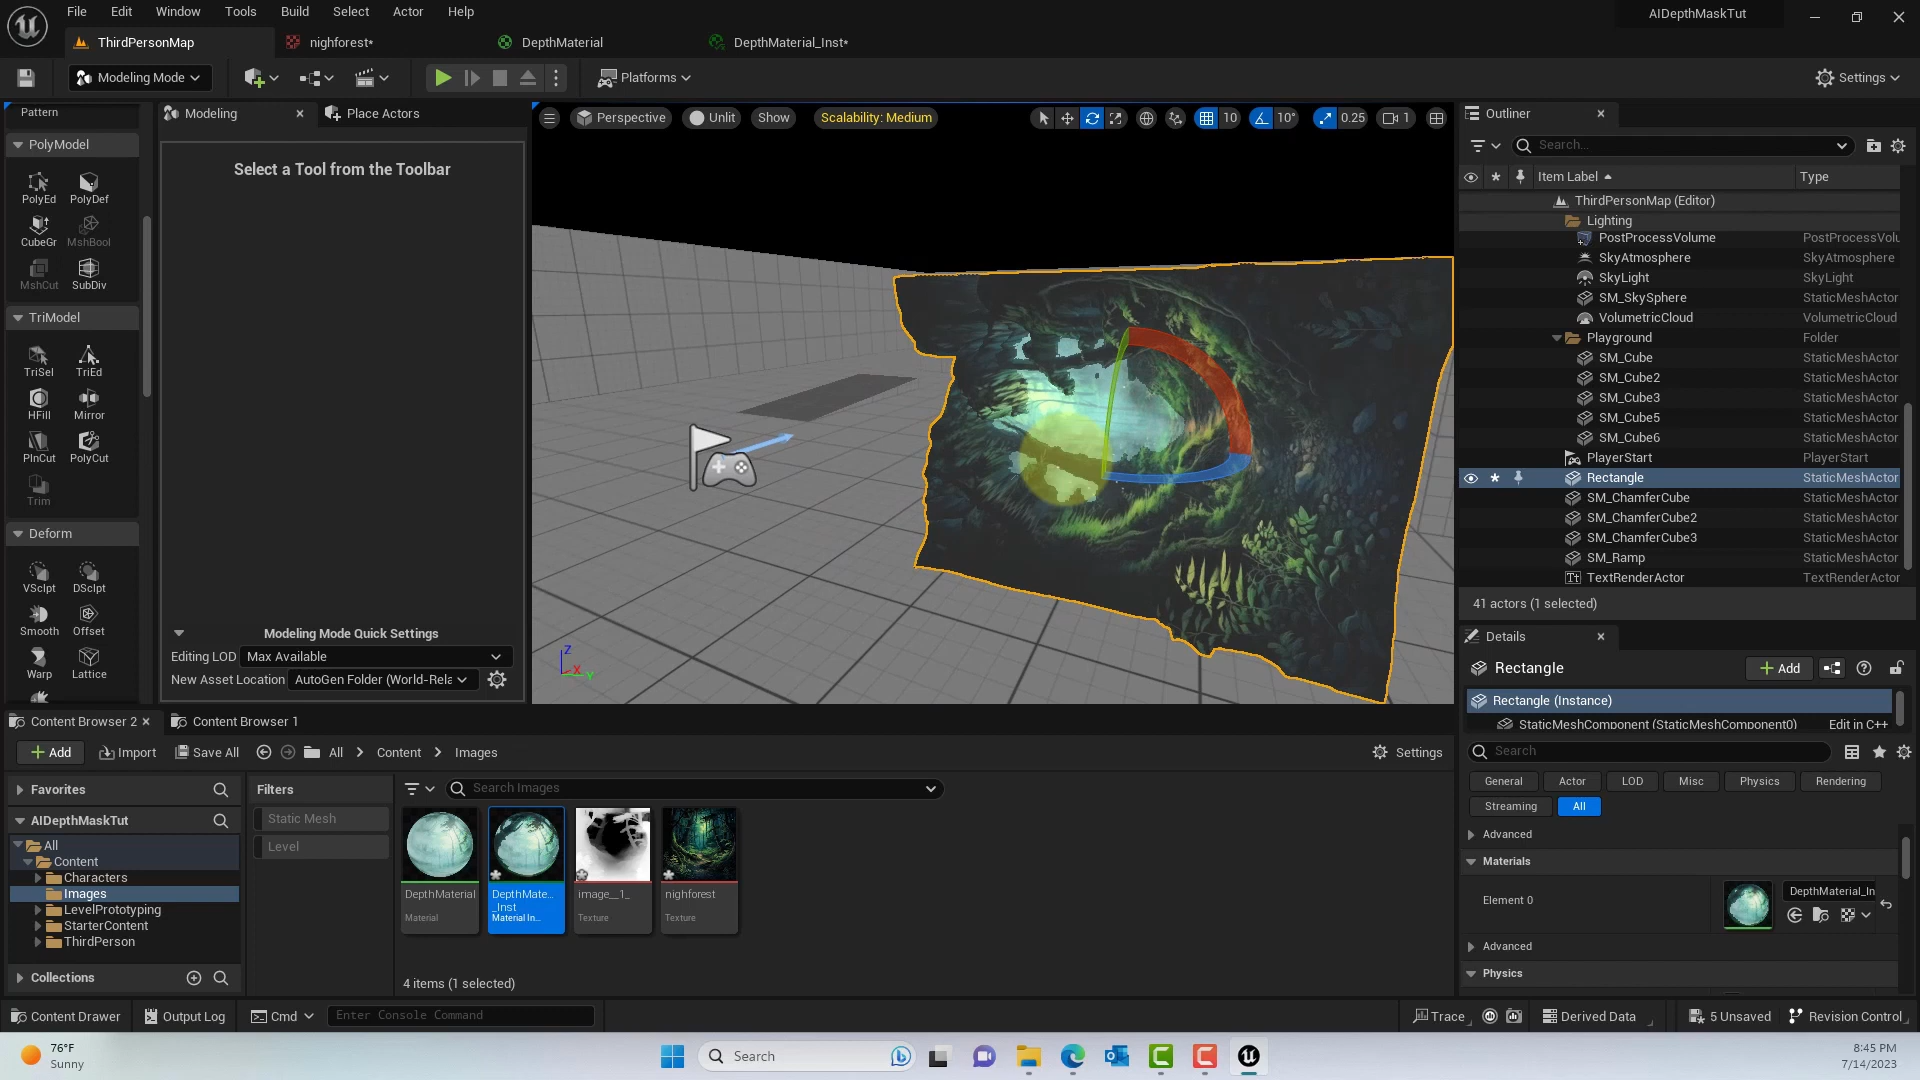 File Edit Window Tools Build Select Actor Help
AIDepthMaskTut
ThirdPersonMap
nighforest*
DepthMaterial
DepthMaterial_Inst*
Modeling Mode
Platforms
Settings
Pattern
PolyModel
PolyEd PolyDef
CubeGr MshBool
MshCut SubDiv
TriModel
TriSel TriEd
HFill Mirror
PlnCut PolyCut
Trim
Deform
VSclpt DSclpt
Smooth Offset
Warp Lattice
Modeling
Place Actors
Select a Tool from the Toolbar
Modeling Mode Quick Settings
Editing LOD Max Available
New Asset Location AutoGen Folder (World-Rela
Perspective Unlit Show Scalability: Medium
10 10° 0.25 1
Z
X
Y
Outliner
Search...
Item Label Type
ThirdPersonMap (Editor)
Lighting
PostProcessVolume PostProcessVolu
SkyAtmosphere SkyAtmosphere
SkyLight SkyLight
SM_SkySphere StaticMeshActor
VolumetricCloud VolumetricCloud
Playground Folder
SM_Cube StaticMeshActor
SM_Cube2 StaticMeshActor
SM_Cube3 StaticMeshActor
SM_Cube5 StaticMeshActor
SM_Cube6 StaticMeshActor
PlayerStart PlayerStart
Rectangle StaticMeshActor
SM_ChamferCube StaticMeshActor
SM_ChamferCube2 StaticMeshActor
SM_ChamferCube3 StaticMeshActor
SM_Ramp StaticMeshActor
Tt TextRenderActor TextRenderActor
41 actors (1 selected)
Details
Rectangle
Add
Rectangle (Instance)
StaticMeshComponent (StaticMeshComponent0) Edit in C++
Search
General Actor LOD Misc Physics Rendering
Streaming All
Advanced
Materials
Element 0
DepthMaterial_In
Advanced
Physics
Content Browser 2
Content Browser 1
Add Import Save All All > Content > Images Settings
Favorites
AIDepthMaskTut
All
Content
Characters
Images
LevelPrototyping
StarterContent
ThirdPerson
Collections
Filters
Static Mesh
Level
Search Images
DepthMaterial
Material
DepthMate...
_Inst
Material In...
image__1_
Texture
nighforest
Texture
4 items (1 selected)
Content Drawer Output Log Cmd Enter Console Command
Trace Derived Data 5 Unsaved Revision Control
76°F
Sunny
Search
8:45 PM
7/14/2023